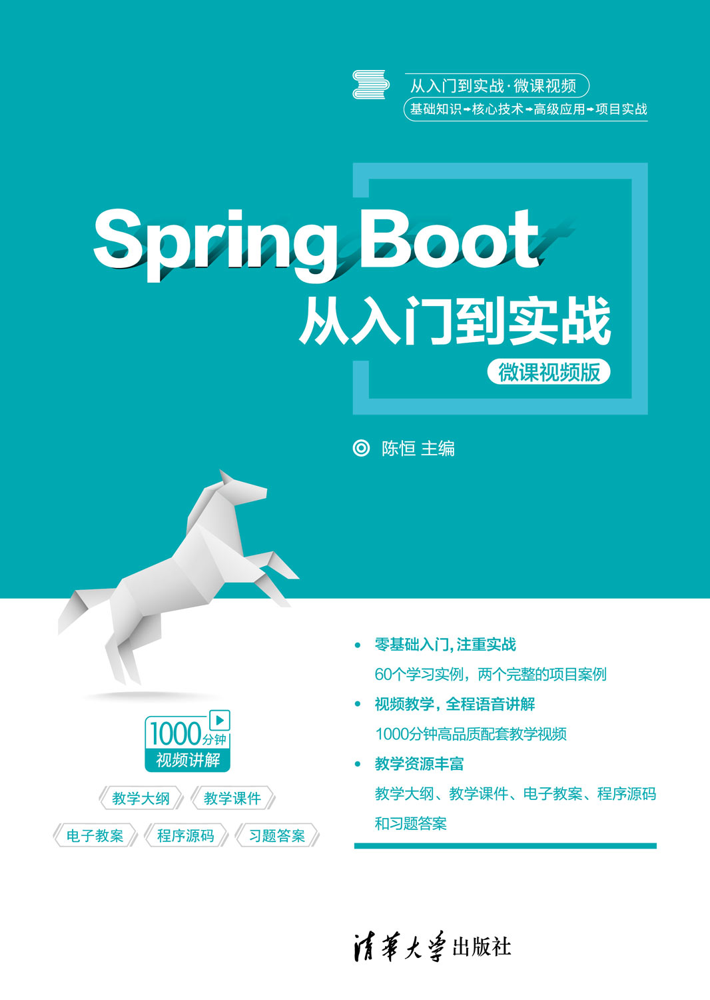 从入门到实战·微课视频
基础知识→核心技术→高级应用→项目实战
Spring Boot
从入门到实战
微课视频版
陈恒 主编
• 零基础入门，注重实战
60个学习实例，两个完整的项目案例
• 视频教学，全程语音讲解
1000分钟高品质配套教学视频
• 教学资源丰富
教学大纲、教学课件、电子教案、程序源码
和习题答案
1000分钟
视频讲解
教学大纲 教学课件
电子教案 程序源码 习题答案
清华大学出版社